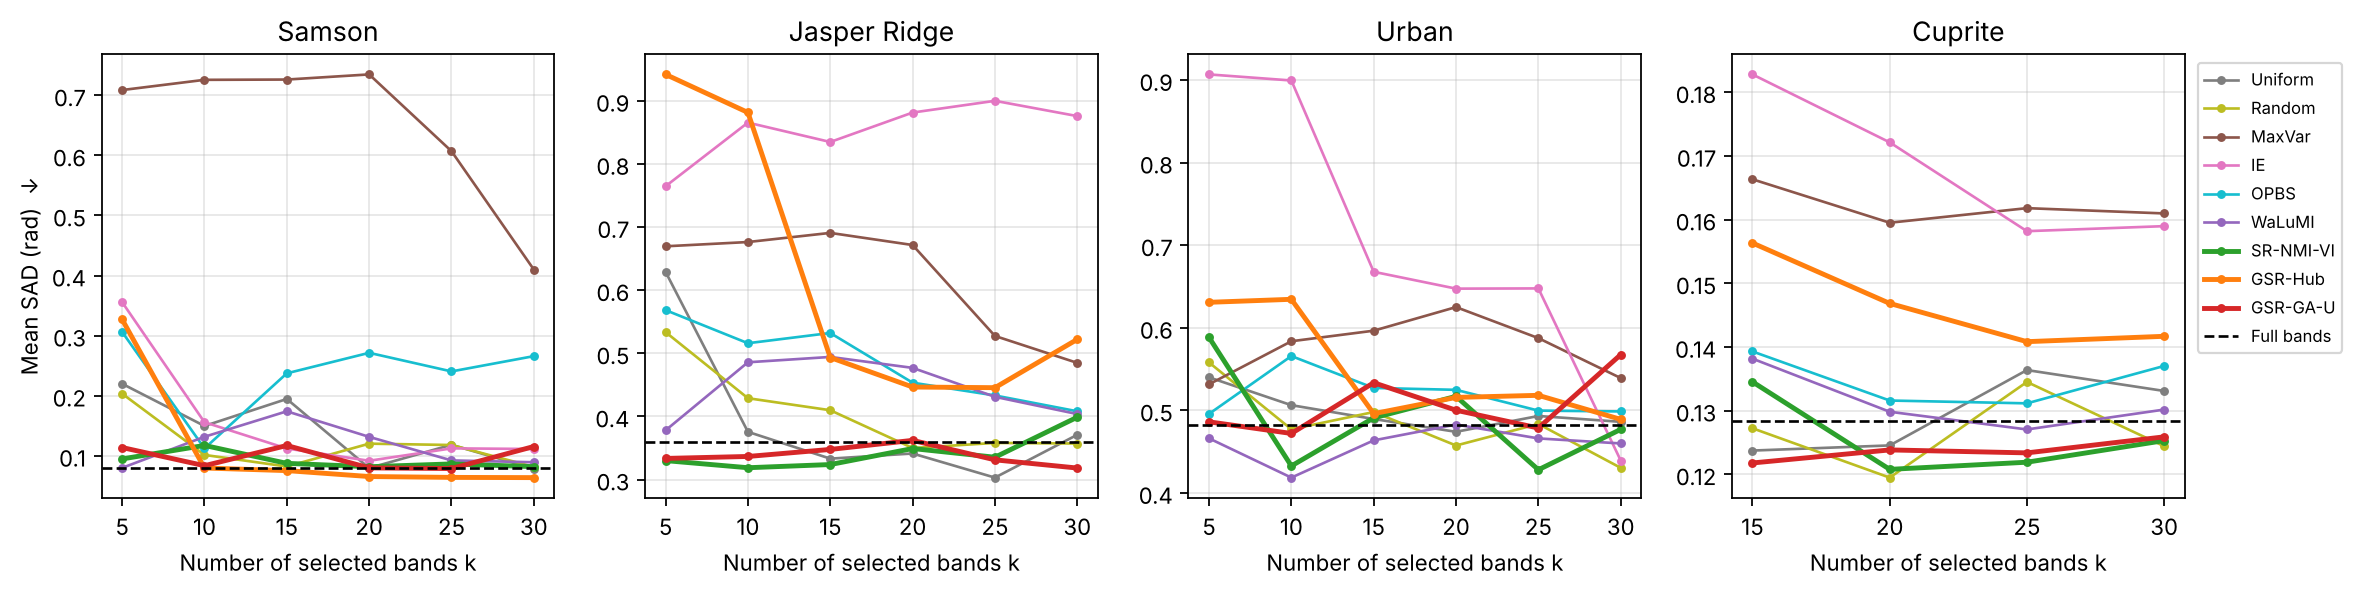 Samson
Jasper Ridge
Urban
Cuprite
Mean SAD (rad) ↓
0.7
0.6
0.5
0.4
0.3
0.2
0.1
5 10 15 20 25 30
Number of selected bands k
0.9
0.8
0.7
0.6
0.5
0.4
0.3
5 10 15 20 25 30
Number of selected bands k
0.9
0.8
0.7
0.6
0.5
0.4
5 10 15 20 25 30
Number of selected bands k
0.18
0.17
0.16
0.15
0.14
0.13
0.12
15 20 25 30
Number of selected bands k
Uniform
Random
MaxVar
IE
OPBS
WaLuMI
SR-NMI-VI
GSR-Hub
GSR-GA-U
Full bands